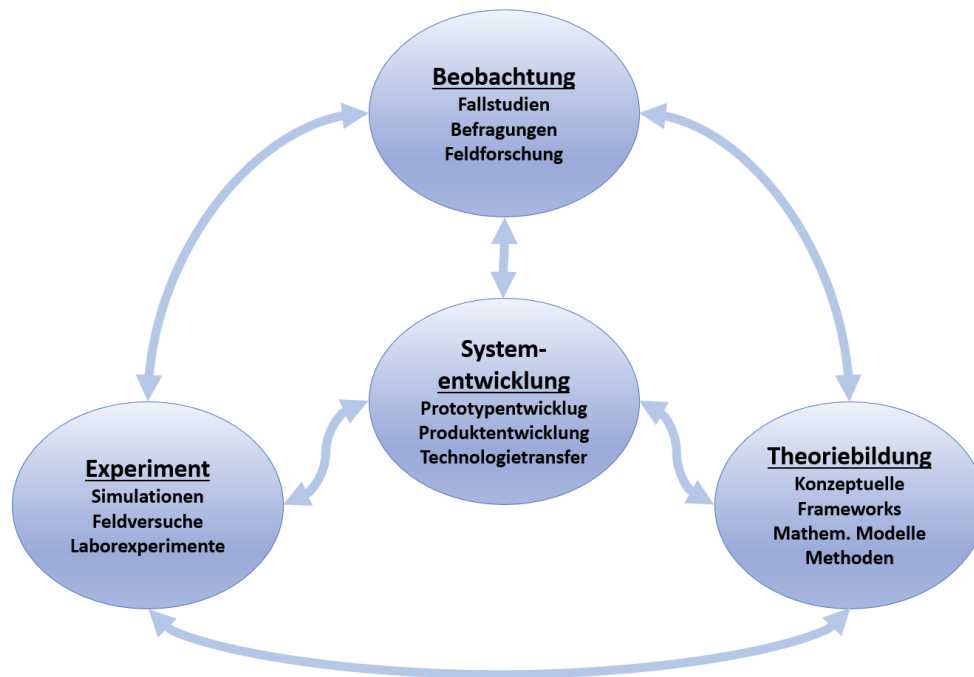 Beobachtung
Fallstudien
Befragungen
Feldforschung
System-
entwicklung
Prototypentwicklug
Produktentwicklung
Technologietransfer
Experiment
Simulationen
Feldversuche
Laborexperimente
Theoriebildung
Konzeptuelle
Frameworks
Mathem. Modelle
Methoden